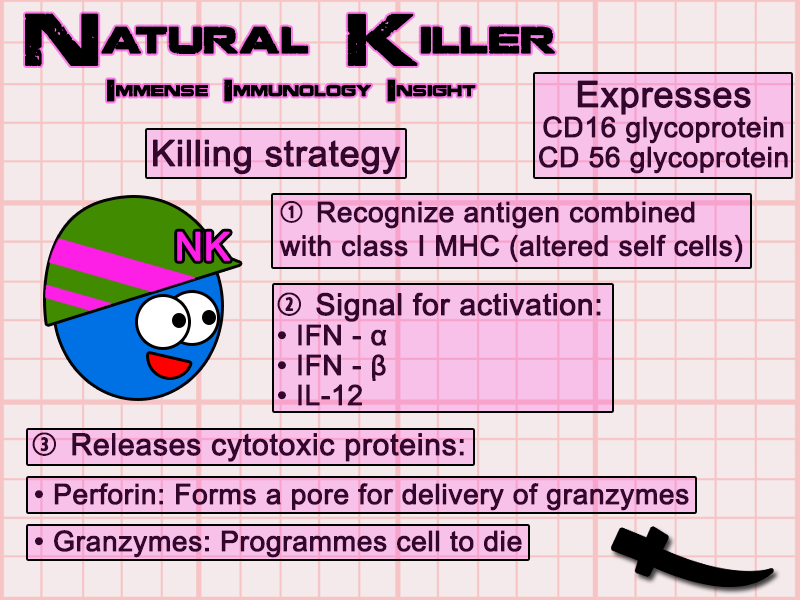 Natural Killer
Immense Immunology Insight
Expresses
CD16 glycoprotein
CD 56 glycoprotein
Killing strategy
NK
① Recognize antigen combined
with class I MHC (altered self cells)
② Signal for activation:
• IFN - α
• IFN - β
• IL-12
③ Releases cytotoxic proteins:
• Perforin: Forms a pore for delivery of granzymes
• Granzymes: Programmes cell to die